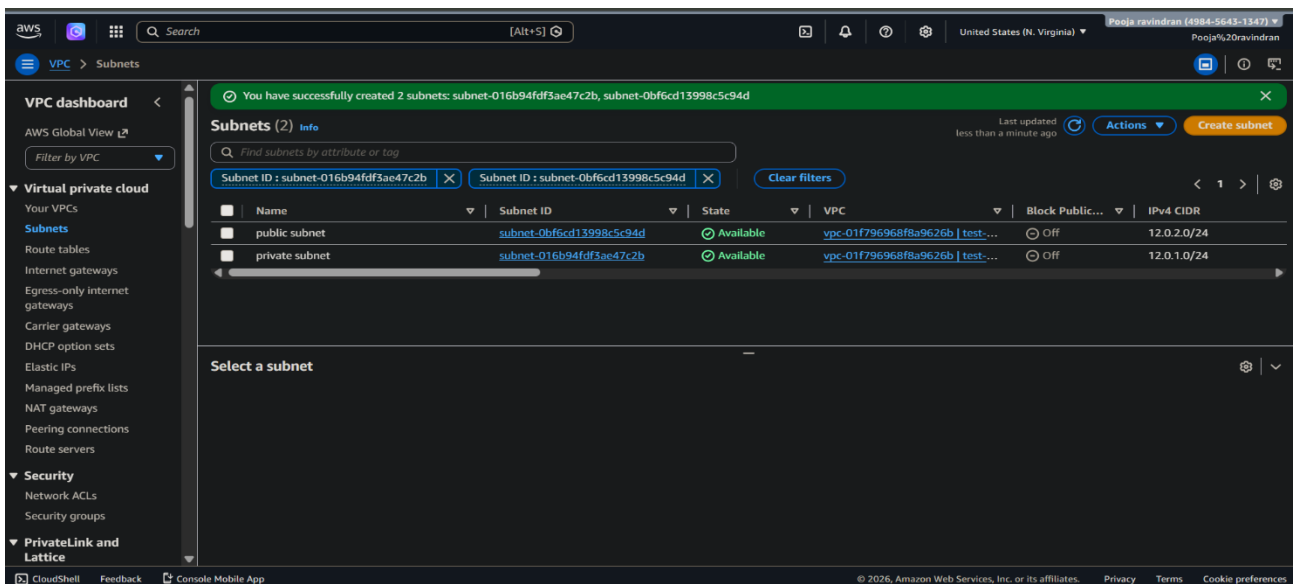 aws
Search [Alt+S]
United States (N. Virginia) ▼
Pooja ravindran (4984-5643-1347) ▼
Pooja%20ravindran
VPC > Subnets
VPC dashboard <
AWS Global View
Filter by VPC ▼
▼ Virtual private cloud
Your VPCs
Subnets
Route tables
Internet gateways
Egress-only internet
gateways
Carrier gateways
DHCP option sets
Elastic IPs
Managed prefix lists
NAT gateways
Peering connections
Route servers
▼ Security
Network ACLs
Security groups
▼ PrivateLink and
Lattice
You have successfully created 2 subnets: subnet-016b94fdf3ae47c2b, subnet-0bf6cd13998c5c94d
Subnets (2) Info
Last updated
less than a minute ago
Actions ▼
Create subnet
Find subnets by attribute or tag
Subnet ID : subnet-016b94fdf3ae47c2b
Subnet ID : subnet-0bf6cd13998c5c94d
Clear filters
< 1 >
Name Subnet ID State VPC Block Public... IPv4 CIDR
public subnet subnet-0bf6cd13998c5c94d Available vpc-01f796968f8a9626b | test-... Off 12.0.2.0/24
private subnet subnet-016b94fdf3ae47c2b Available vpc-01f796968f8a9626b | test-... Off 12.0.1.0/24
Select a subnet
CloudShell Feedback Console Mobile App © 2026, Amazon Web Services, Inc. or its affiliates. Privacy Terms Cookie preferences